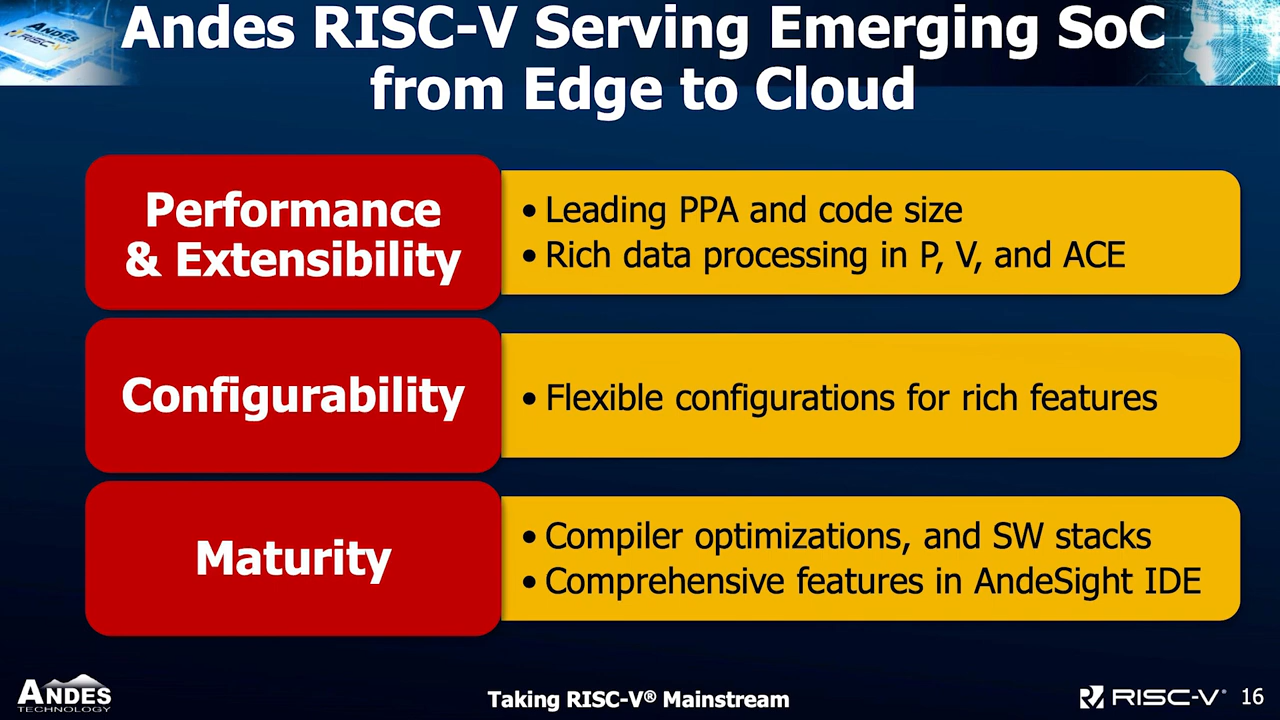 Andes RISC-V Serving Emerging SoC
from Edge to Cloud
Performance
& Extensibility
• Leading PPA and code size
• Rich data processing in P, V, and ACE
Configurability
• Flexible configurations for rich features
Maturity
• Compiler optimizations, and SW stacks
• Comprehensive features in AndeSight IDE
ANDES
TECHNOLOGY
Taking RISC-V® Mainstream
RISC-V®
16